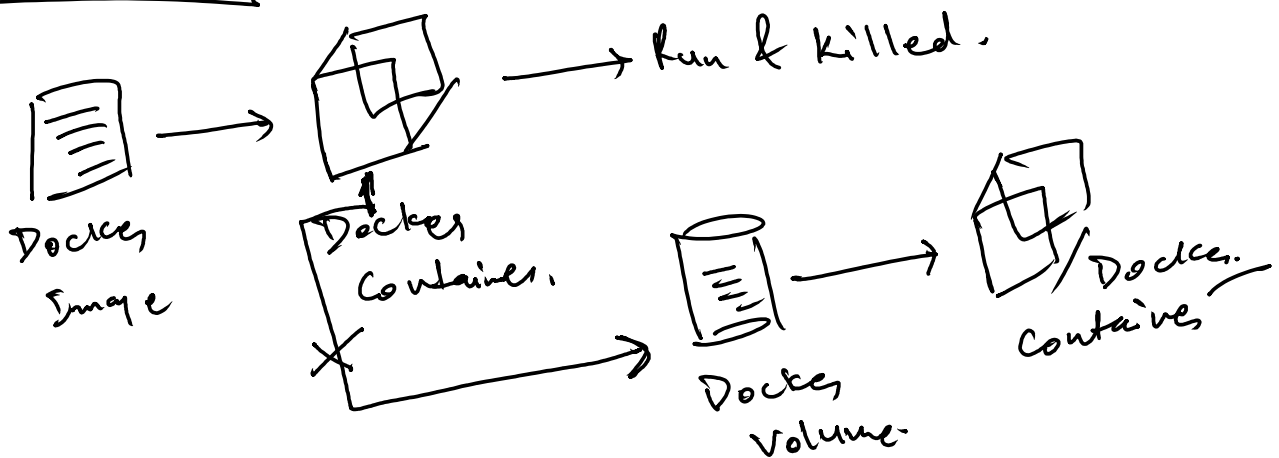 Run & Killed.
Docker
Image
Docker
Container.
Docker
Volume.
Docker
Container